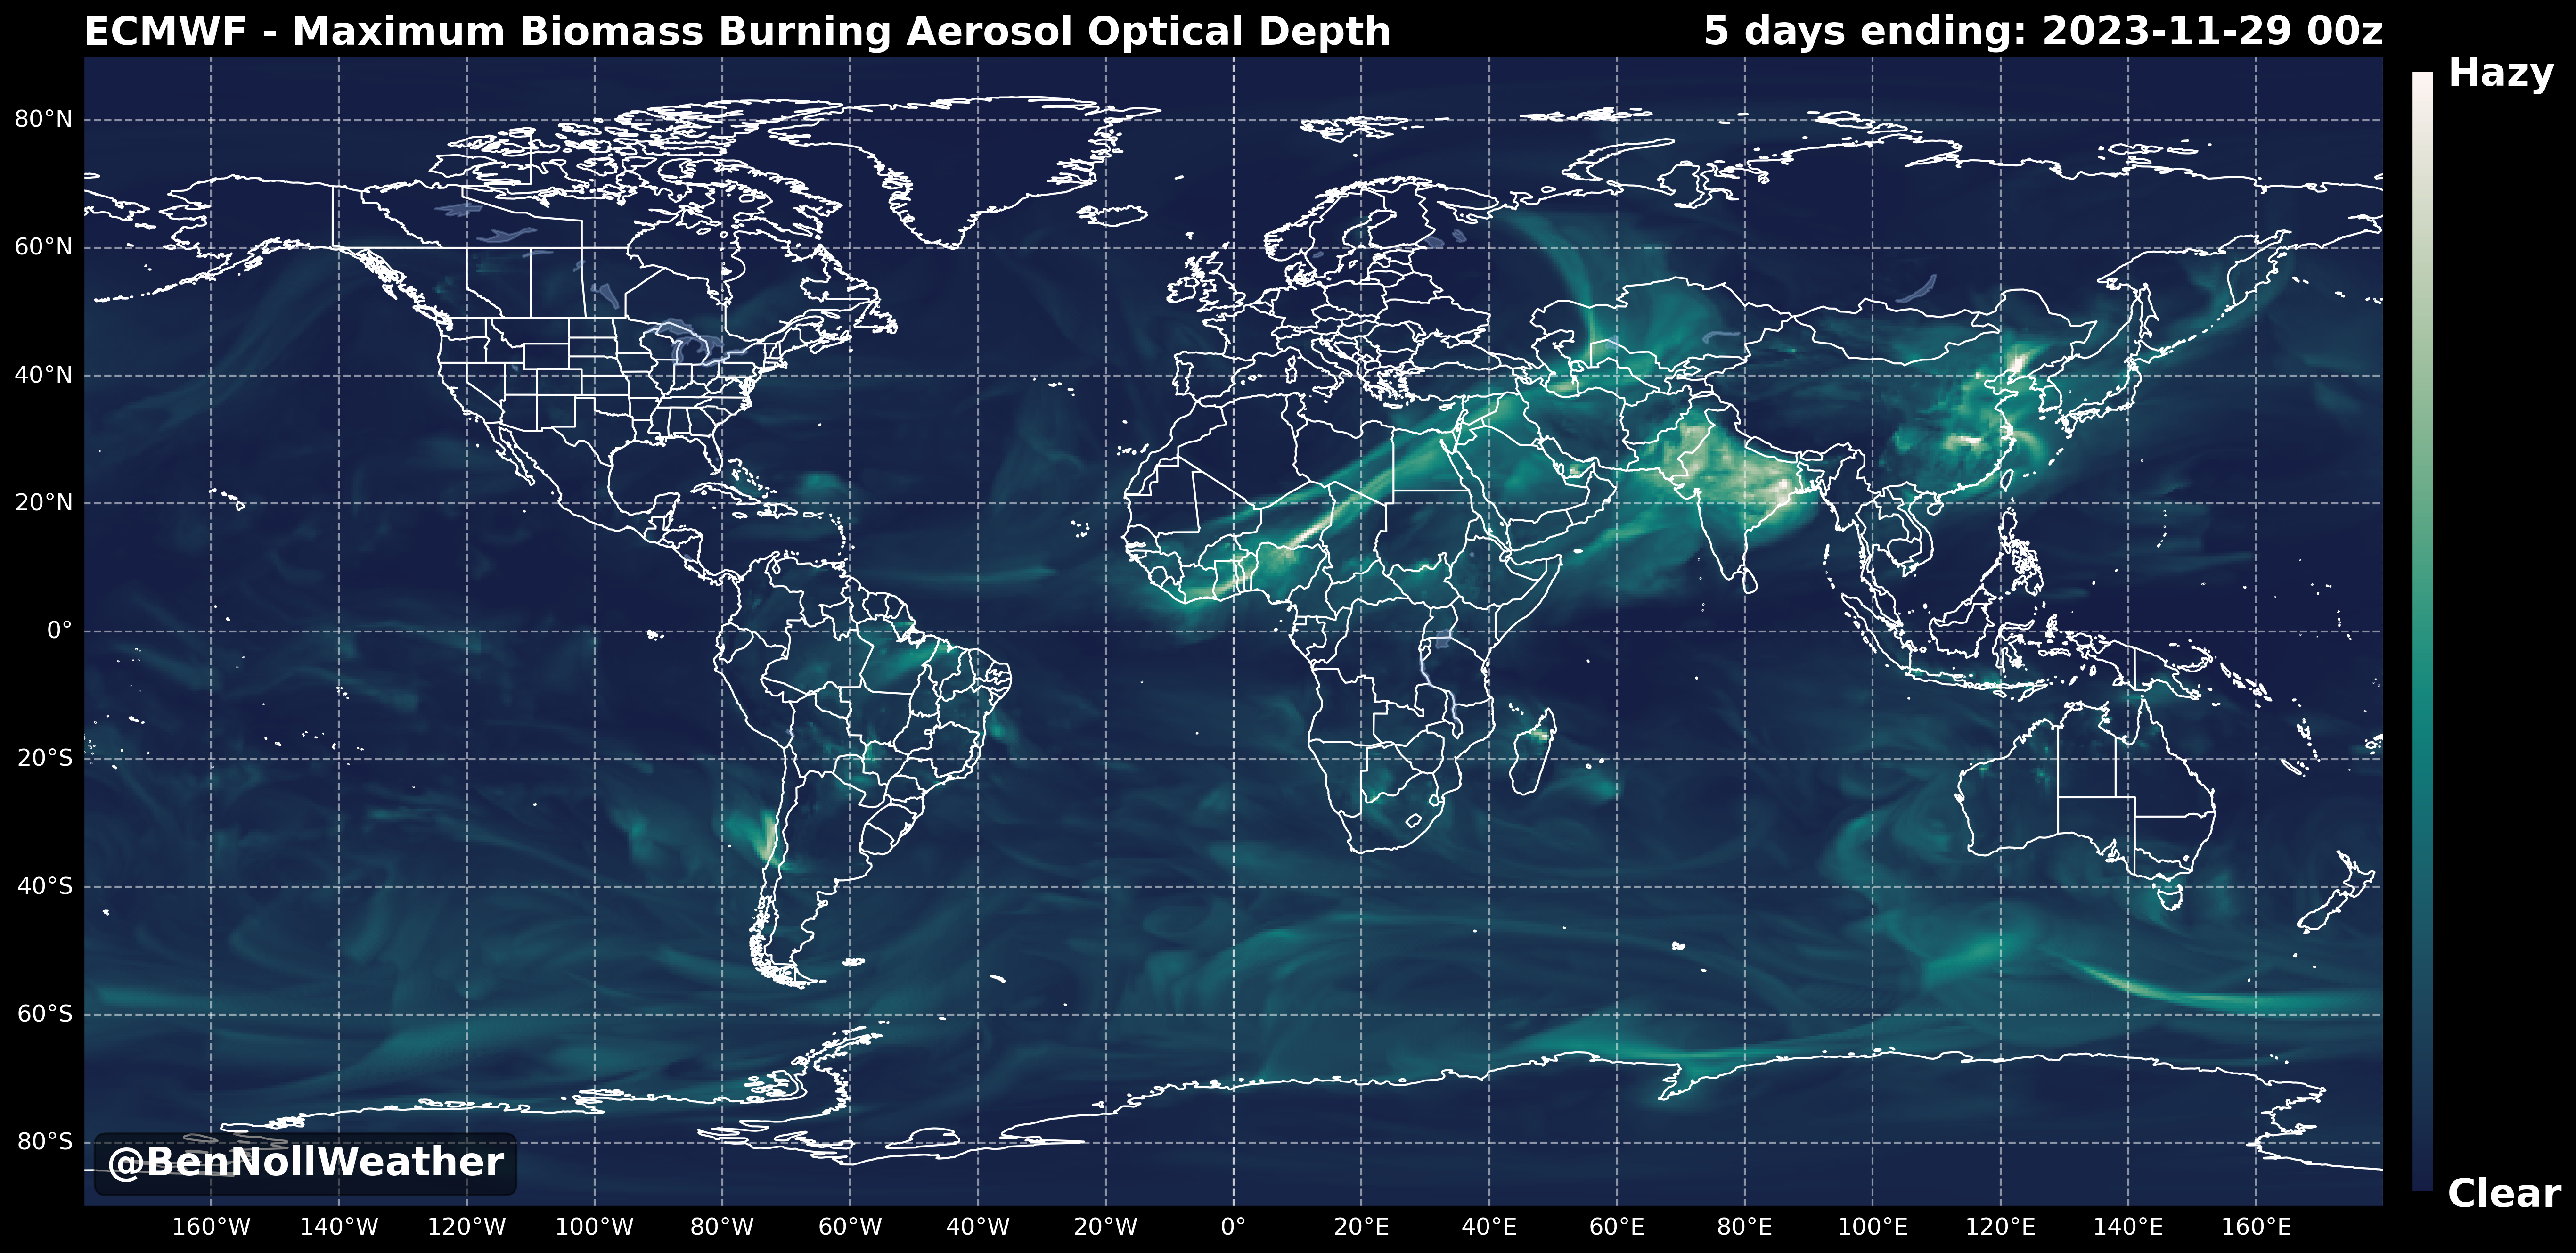 ECMWF - Maximum Biomass Burning Aerosol Optical Depth
5 days ending: 2023-11-29 00z
Hazy
80°N
60°N
40°N
20°N
0°
20°S
40°S
60°S
80°S
Clear
@BenNollWeather
160°W
140°W
120°W
100°W
80°W
60°W
40°W
20°W
0°
20°E
40°E
60°E
80°E
100°E
120°E
140°E
160°E